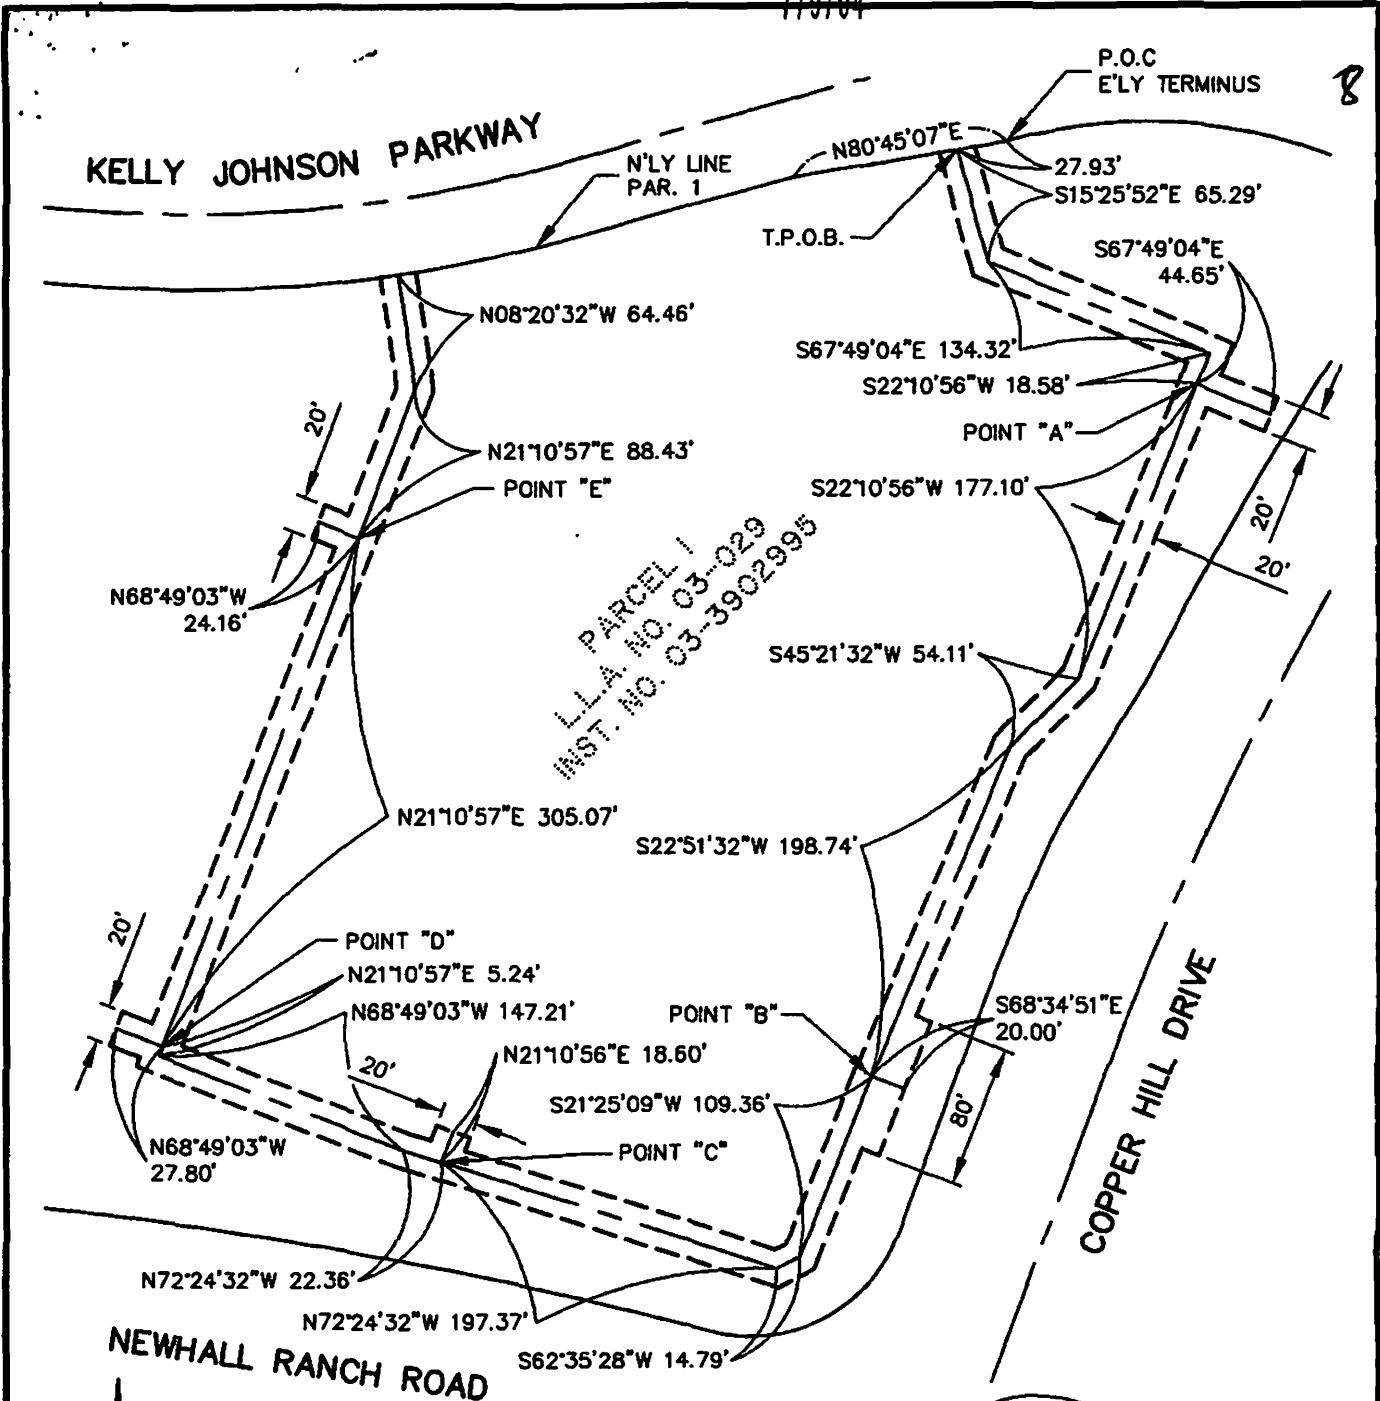 P.O.C
E'LY TERMINUS
8
KELLY JOHNSON PARKWAY
N'LY LINE
PAR. 1
N80°45'07"E
27.93'
S15°25'52"E 65.29'
T.P.O.B.
S67°49'04"E
44.65'
N08°20'32"W 64.46'
S67°49'04"E 134.32'
S22°10'56"W 18.58'
20'
POINT "A"
N21°10'57"E 88.43'
POINT "E"
S22°10'56"W 177.10'
20'
20'
PARCEL 1
L.L.A. NO. 03-029
INST. NO. 03-3902995
N68°49'03"W
24.16'
S45°21'32"W 54.11'
N21°10'57"E 305.07'
S22°51'32"W 198.74'
20'
POINT "D"
N21°10'57"E 5.24'
N68°49'03"W 147.21'
POINT "B"
S68°34'51"E
20.00'
N21°10'56"E 18.60'
20'
S21°25'09"W 109.36'
80'
COPPER HILL DRIVE
N68°49'03"W
27.80'
POINT "C"
N72°24'32"W 22.36'
N72°24'32"W 197.37'
S62°35'28"W 14.79'
NEWHALL RANCH ROAD